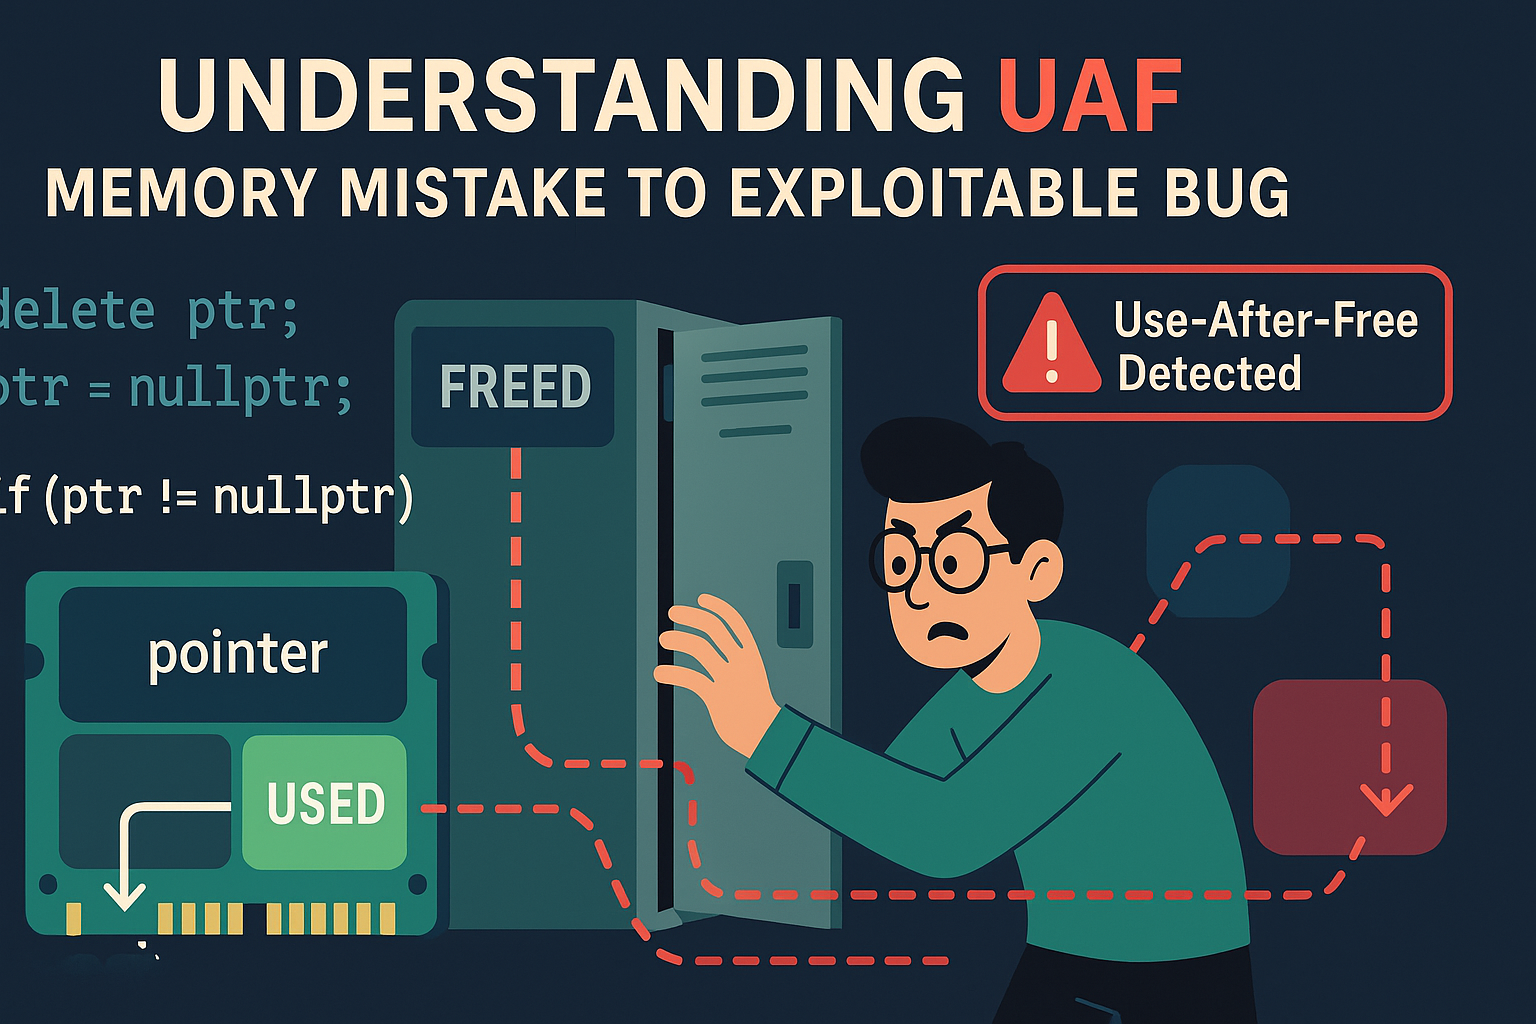 UNDERSTANDING UAF
MEMORY MISTAKE TO EXPLOITABLE BUG
delete ptr;
ptr = nullptr;
if (ptr != nullptr)
FREED
Use-After-Free
Detected
pointer
USED